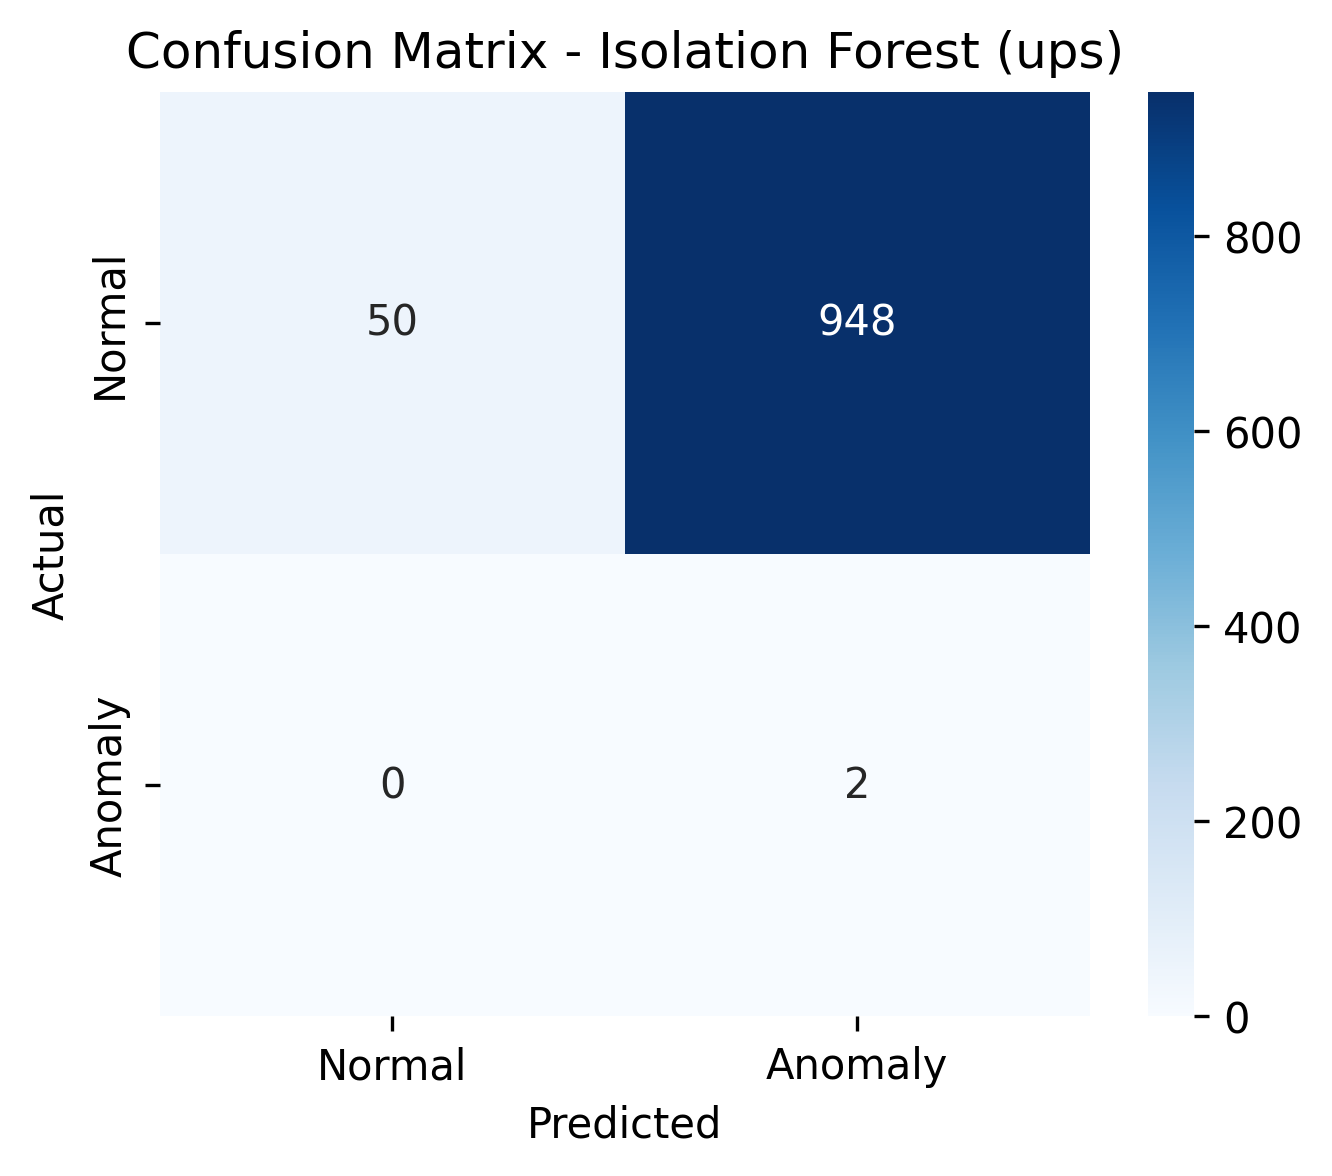 Confusion Matrix - Isolation Forest (ups)
Actual
Normal
50
948
Anomaly
0
2
Normal
Anomaly
Predicted
800
600
400
200
0